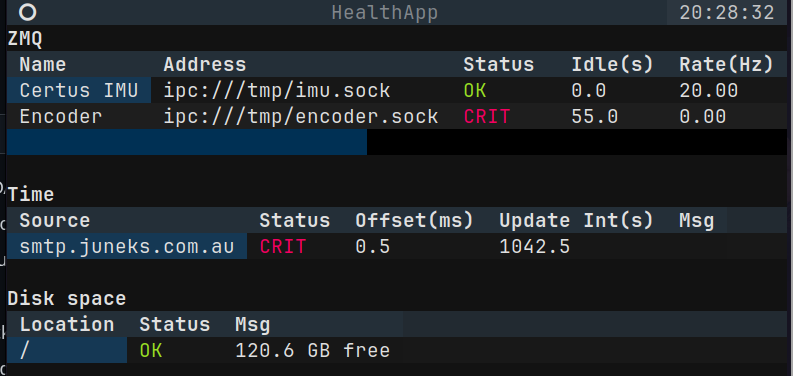 HealthApp 20:28:32
ZMQ
Name Address Status Idle(s) Rate(Hz)
Certus IMU ipc:///tmp/imu.sock OK 0.0 20.00
Encoder ipc:///tmp/encoder.sock CRIT 55.0 0.00
Time
Source Status Offset(ms) Update Int(s) Msg
smtp.juneks.com.au CRIT 0.5 1042.5
Disk space
Location Status Msg
/ OK 120.6 GB free